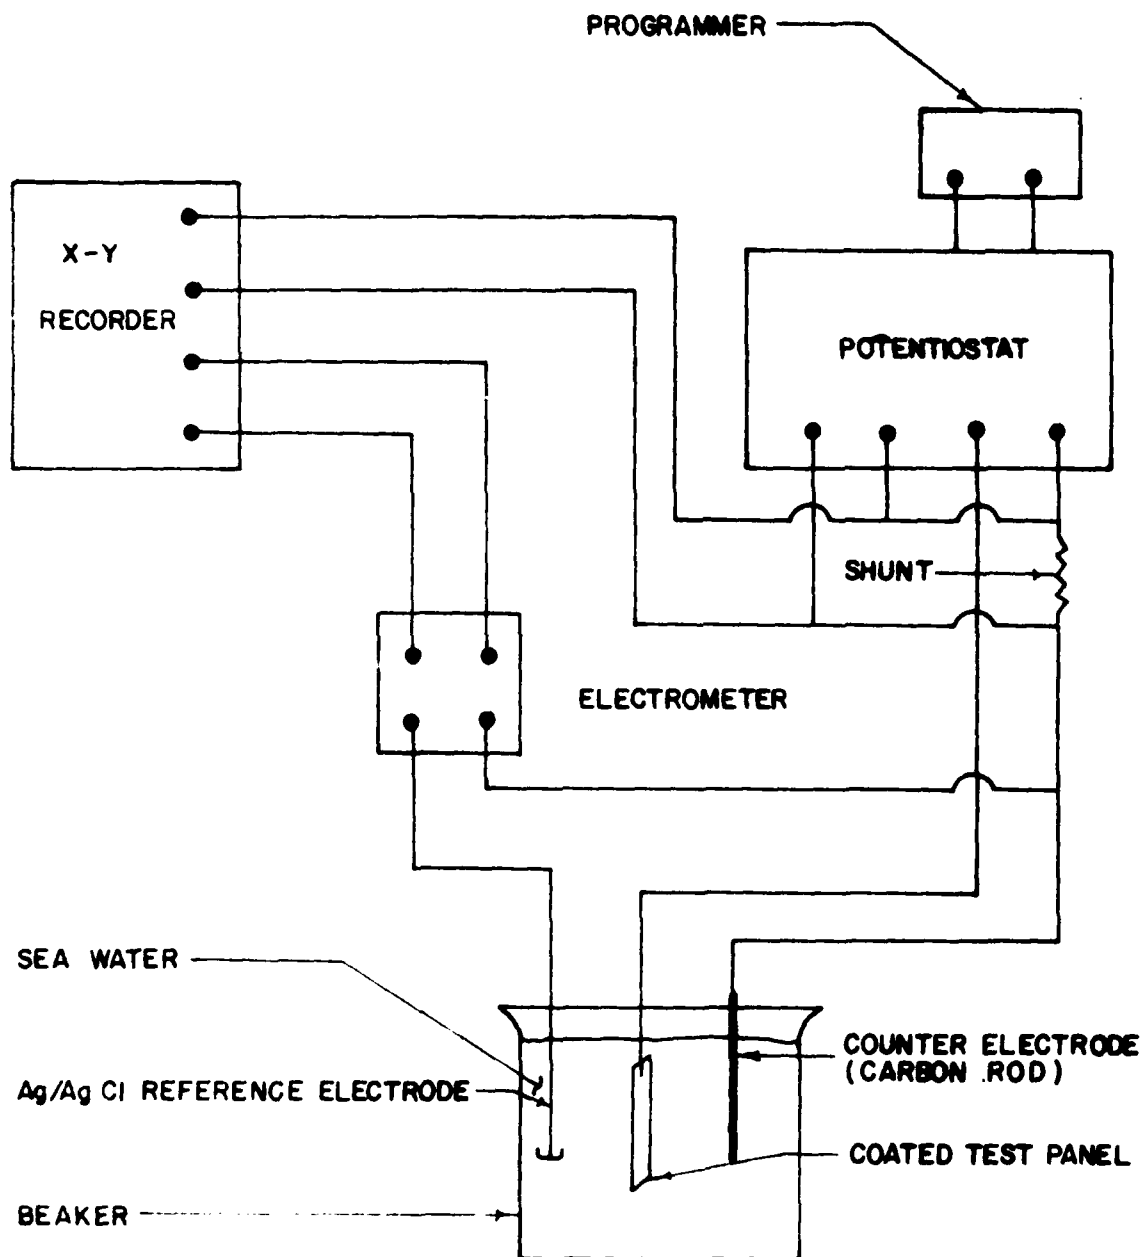 PROGRAMMER
X-Y
RECORDER
POTENTIOSTAT
SHUNT
ELECTROMETER
SEA WATER
Ag/Ag Cl REFERENCE ELECTRODE
COUNTER ELECTRODE
(CARBON .ROD)
COATED TEST PANEL
BEAKER